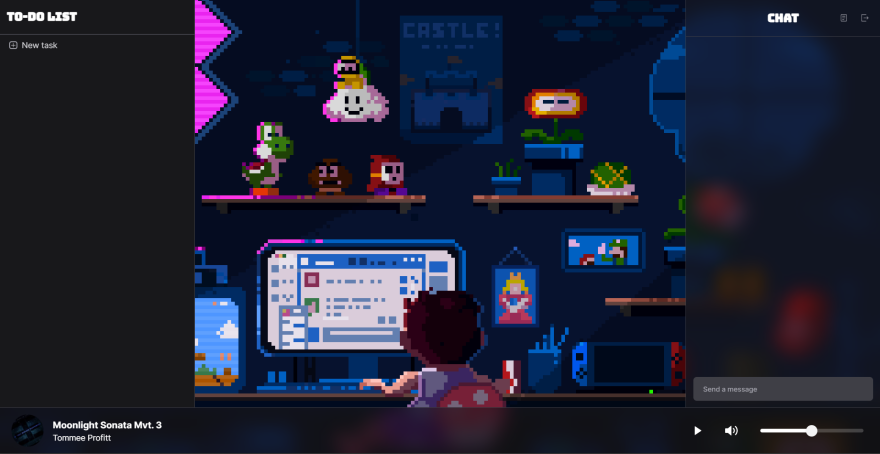 TO-DO LIST
New task
CASTLE!
CHAT
Send a message
Moonlight Sonata Mvt. 3
Tommee Profitt